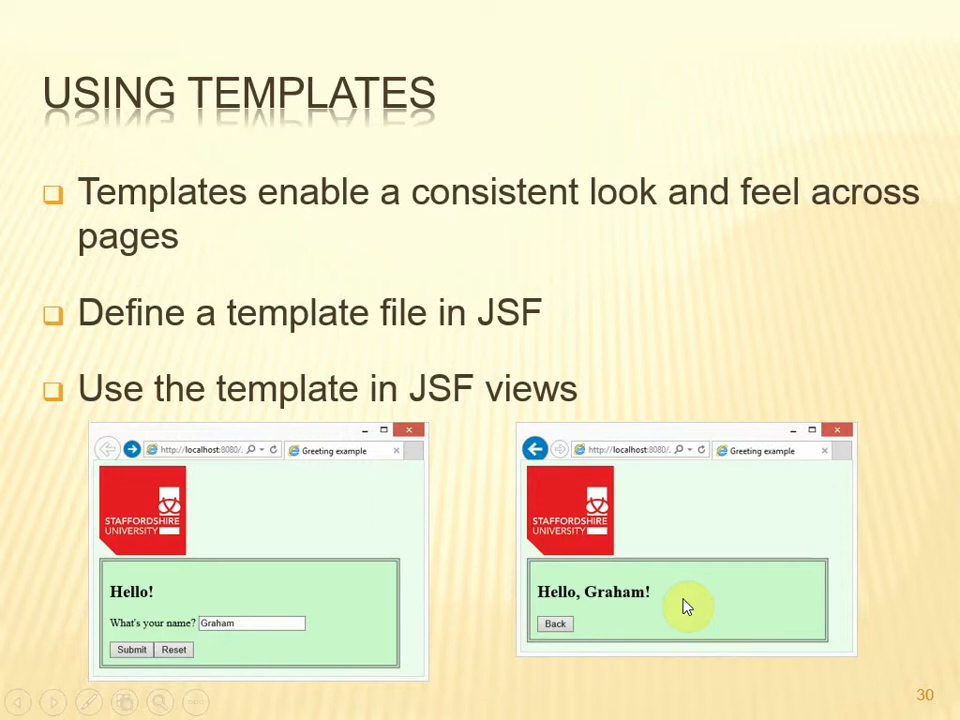 USING TEMPLATES
Templates enable a consistent look and feel across
pages
Define a template file in JSF
Use the template in JSF views
http://localhost:8080/.
Greeting example
STAFFORDSHIRE
UNIVERSITY
Hello!
What's your name? Graham
Submit Reset
http://localhost:8080/.
Greeting example
STAFFORDSHIRE
UNIVERSITY
Hello, Graham!
Back
30